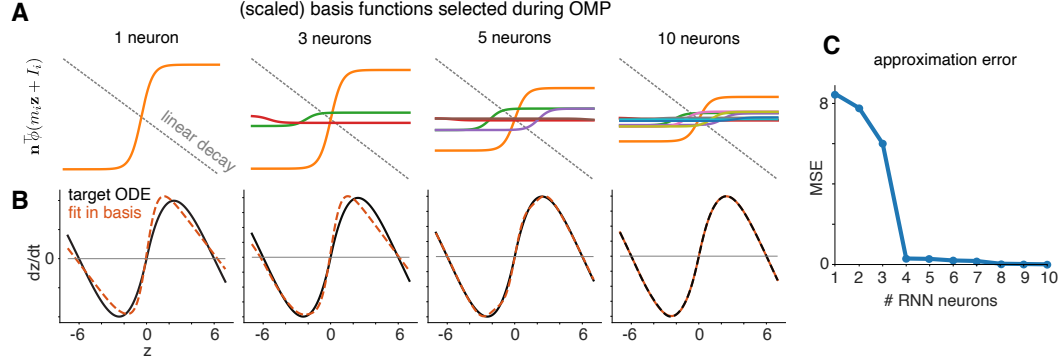 A
(scaled) basis functions selected during OMP
1 neuron
3 neurons
5 neurons
10 neurons
n⊤ϕ(mᵢz + Iᵢ)
linear decay
B
target ODE
fit in basis
dz/dt
0
-6 0 6
-6 0 6
-6 0 6
-6 0 6
z
C
approximation error
MSE
8
0
1 2 3 4 5 6 7 8 9 10
# RNN neurons